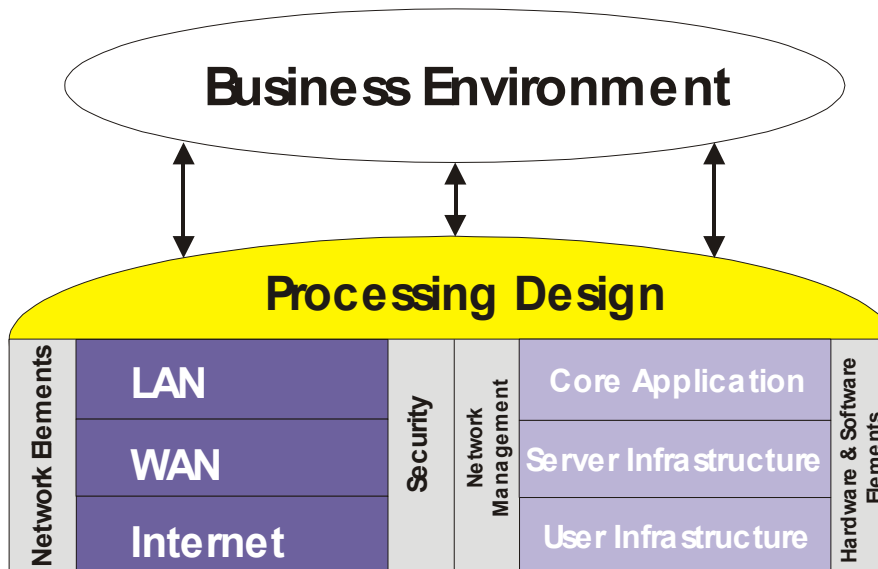 Business Environment
Processing Design
Network Elements
LAN
WAN
Internet
Security
Network
Management
Core Application
Server Infrastructure
User Infrastructure
Hardware & Software
Elements